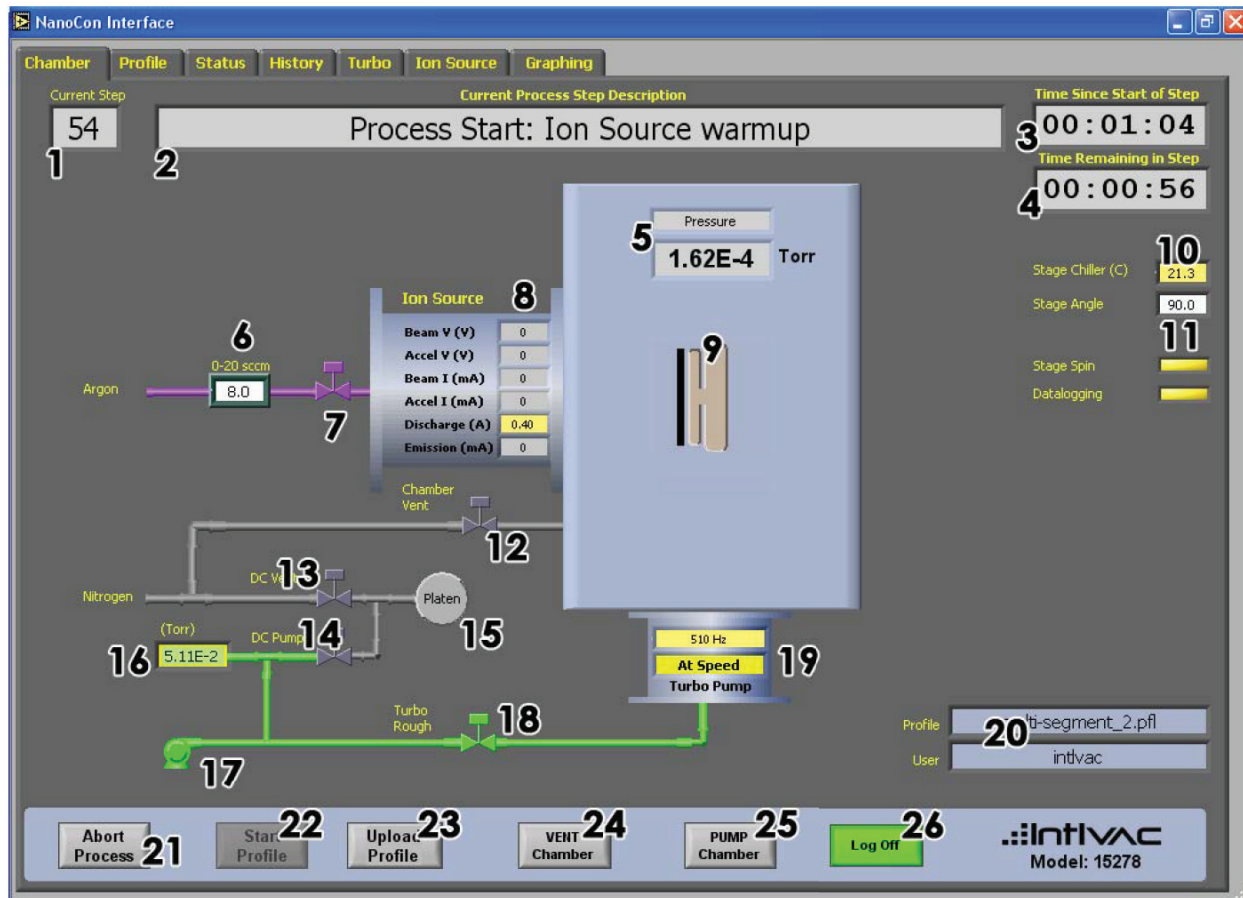 NanoCon Interface
Chamber Profile Status History Turbo Ion Source Graphing
Current Step
54
1
Current Process Step Description
Process Start: Ion Source warmup
2
Time Since Start of Step
00:01:04
3
Time Remaining in Step
00:00:56
4
Pressure
5
1.62E-4 Torr
10
Stage Chiller (C) 21.3
Stage Angle 90.0
11
Stage Spin
Datalogging
Ion Source 8
Beam V (V) 0
Accel V (V) 0
Beam I (mA) 0
Accel I (mA) 0
Discharge (A) 0.40
Emission (mA) 0
6
0-20 sccm
Argon 8.0
7
9
Chamber
Vent
12
DC 13
Nitrogen
Platen
15
(Torr) DC Pump 14
16 5.11E-2
510 Hz
At Speed 19
Turbo Pump
Turbo
Rough
18
17
Profile lti-segment_2.pfl
20
User intlvac
Abort
Process 21
22
Profile
Upload 23
Profile
VENT 24
Chamber
PUMP 25
Chamber
Log Off 26
.:Intlvac
Model: 15278